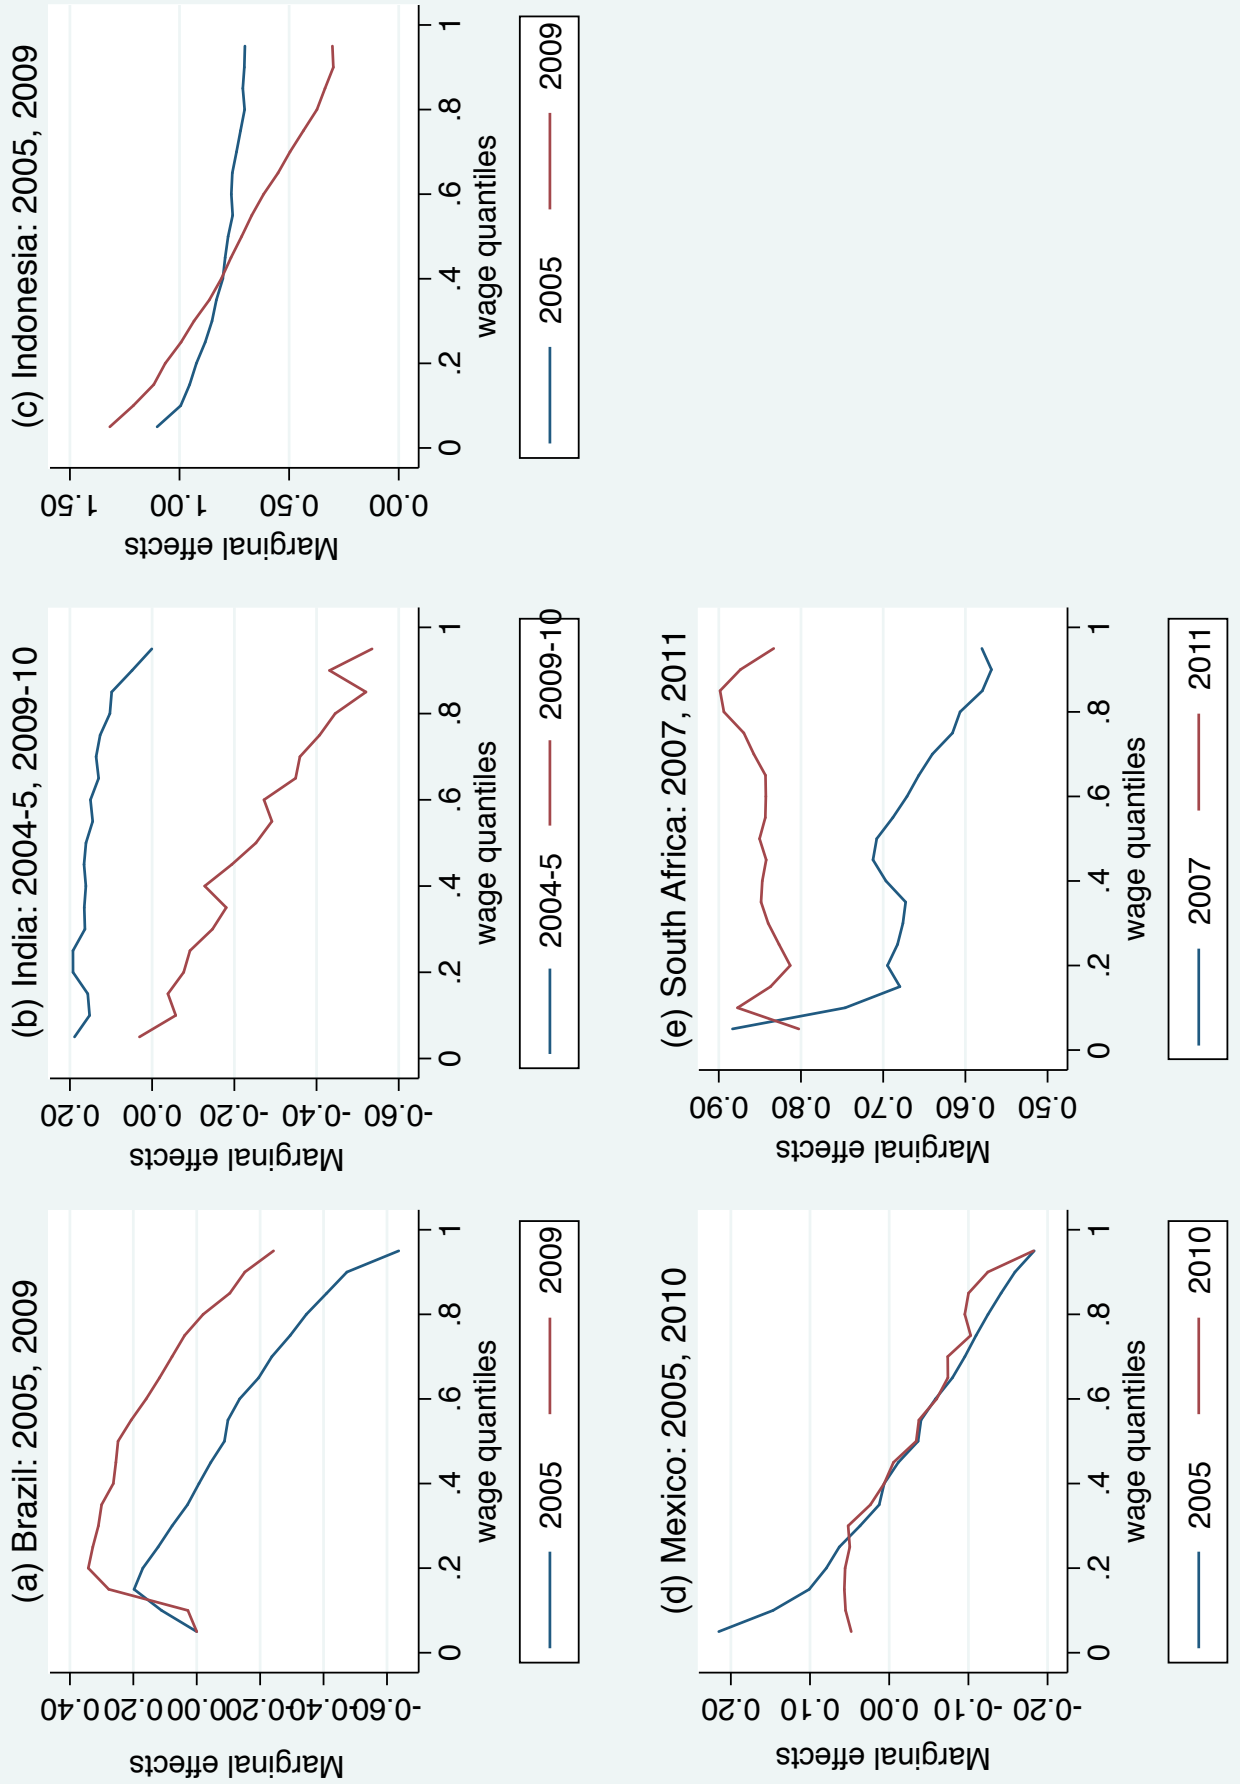 (a) Brazil: 2005, 2009
Marginal effects
0.40
0.20
0.00
-0.20
-0.40
-0.60
0 .2 .4 .6 .8 1
wage quantiles
2005 2009
(b) India: 2004-5, 2009-10
Marginal effects
0.20
0.00
-0.20
-0.40
-0.60
0 .2 .4 .6 .8 1
wage quantiles
2004-5 2009-10
(c) Indonesia: 2005, 2009
Marginal effects
1.50
1.00
0.50
0.00
0 .2 .4 .6 .8 1
wage quantiles
2005 2009
(d) Mexico: 2005, 2010
Marginal effects
0.20
0.10
0.00
-0.10
-0.20
0 .2 .4 .6 .8 1
wage quantiles
2005 2010
(e) South Africa: 2007, 2011
Marginal effects
0.90
0.80
0.70
0.60
0.50
0 .2 .4 .6 .8 1
wage quantiles
2007 2011